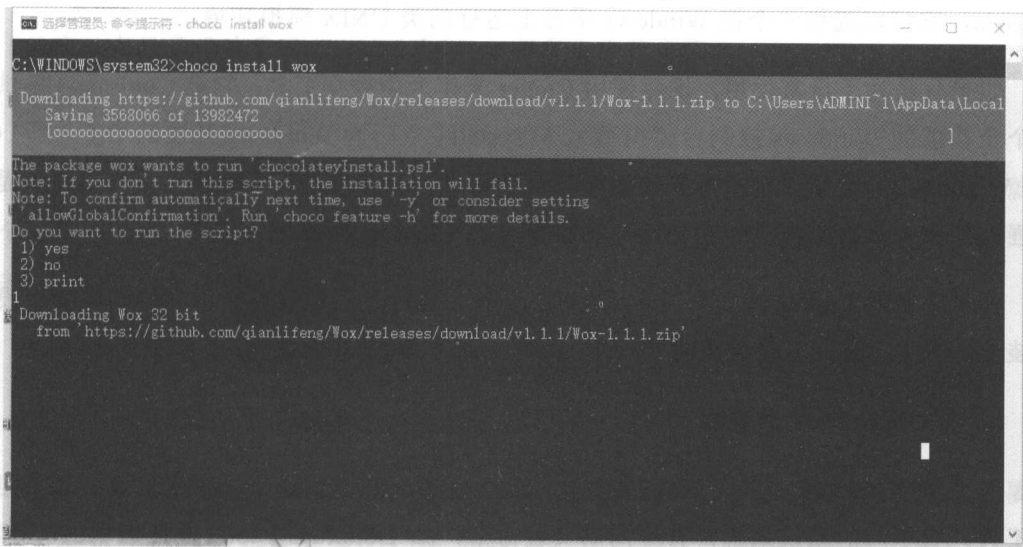 选择管理员: 命令提示符 - choco install wox
C:\WINDOWS\system32>choco install wox
Downloading https://github.com/qianlifeng/Wox/releases/download/v1.1.1/Wox-1.1.1.zip to C:\Users\ADMINI~1\AppData\Local
Saving 3568066 of 13982472
[oooooooooooooooooooooooooooo ]
The package wox wants to run 'chocolateyInstall.ps1'.
Note: If you don't run this script, the installation will fail.
Note: To confirm automatically next time, use '-y' or consider setting
'allowGlobalConfirmation'. Run 'choco feature -h' for more details.
Do you want to run the script?
1) yes
2) no
3) print
1
Downloading Wox 32 bit
from 'https://github.com/qianlifeng/Wox/releases/download/v1.1.1/Wox-1.1.1.zip'